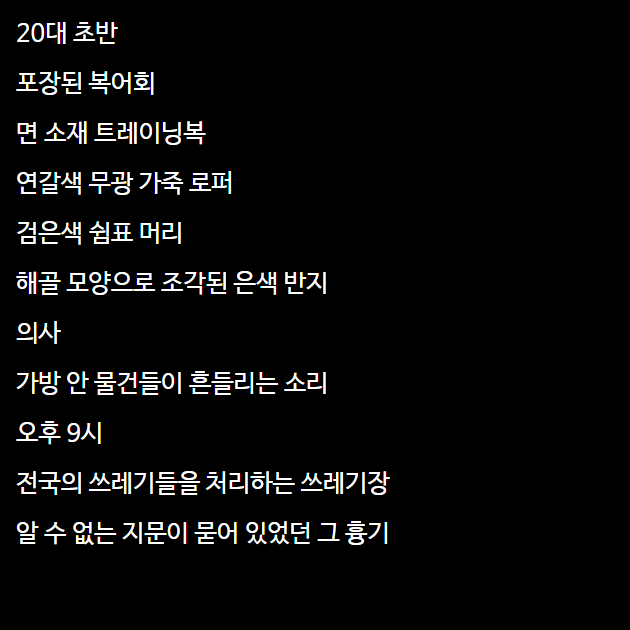 20대 초반
포장된 복어회
면 소재 트레이닝복
연갈색 무광 가죽 로퍼
검은색 쉼표 머리
해골 모양으로 조각된 은색 반지
의사
가방 안 물건들이 흔들리는 소리
오후 9시
전국의 쓰레기들을 처리하는 쓰레기장
알 수 없는 지문이 묻어 있었던 그 흉기